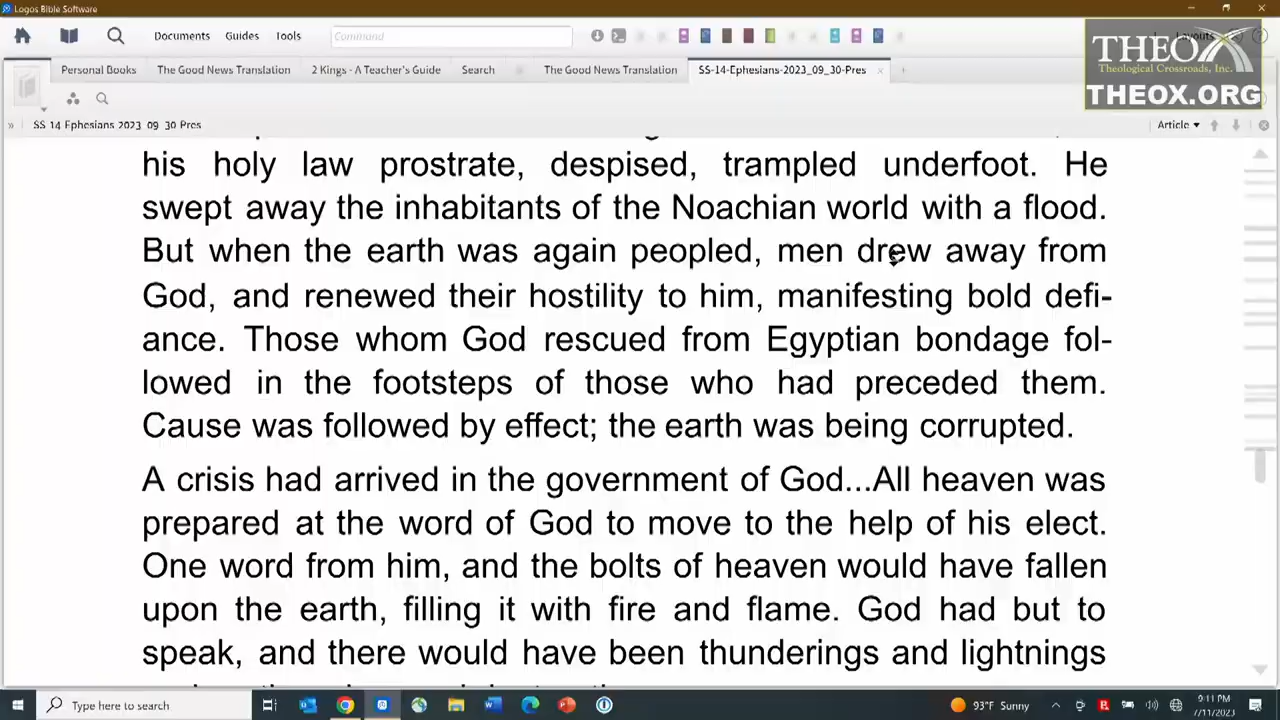 Logos Bible Software
Documents Guides Tools Command Layouts
THEOX
Theological Crossroads, Inc.
THEOX.ORG
Personal Books The Good News Translation 2 Kings - A Teacher's Guid Search The Good News Translation SS-14-Ephesians-2023_09_30-Pres
SS-14-Ephesians-2023_09_30-Pres Article
his holy law prostrate, despised, trampled underfoot. He
swept away the inhabitants of the Noachian world with a flood.
But when the earth was again peopled, men drew away from
God, and renewed their hostility to him, manifesting bold defi-
ance. Those whom God rescued from Egyptian bondage fol-
lowed in the footsteps of those who had preceded them.
Cause was followed by effect; the earth was being corrupted.
A crisis had arrived in the government of God...All heaven was
prepared at the word of God to move to the help of his elect.
One word from him, and the bolts of heaven would have fallen
upon the earth, filling it with fire and flame. God had but to
speak, and there would have been thunderings and lightnings
Type here to search 93°F Sunny 9:11 PM
7/11/2023